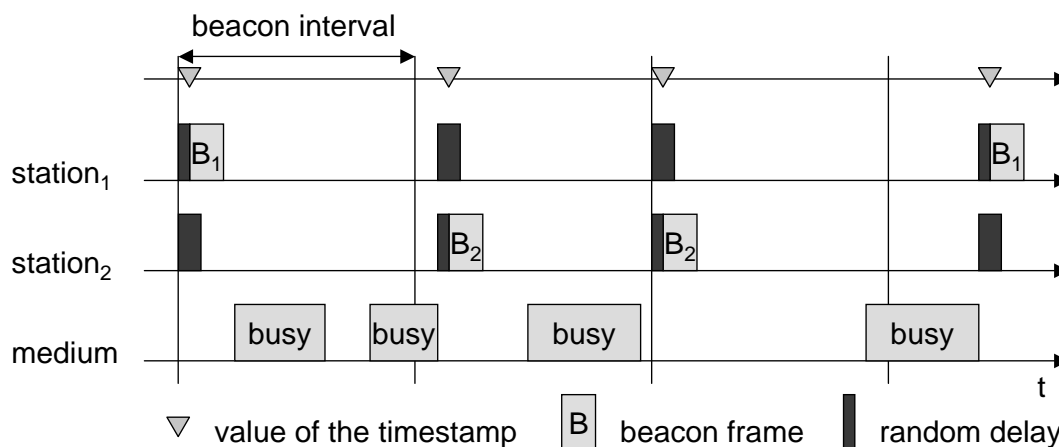 beacon interval
station₁
B₁
B₁
station₂
B₂
B₂
medium
busy
busy
busy
busy
t
value of the timestamp
B
beacon frame
random delay